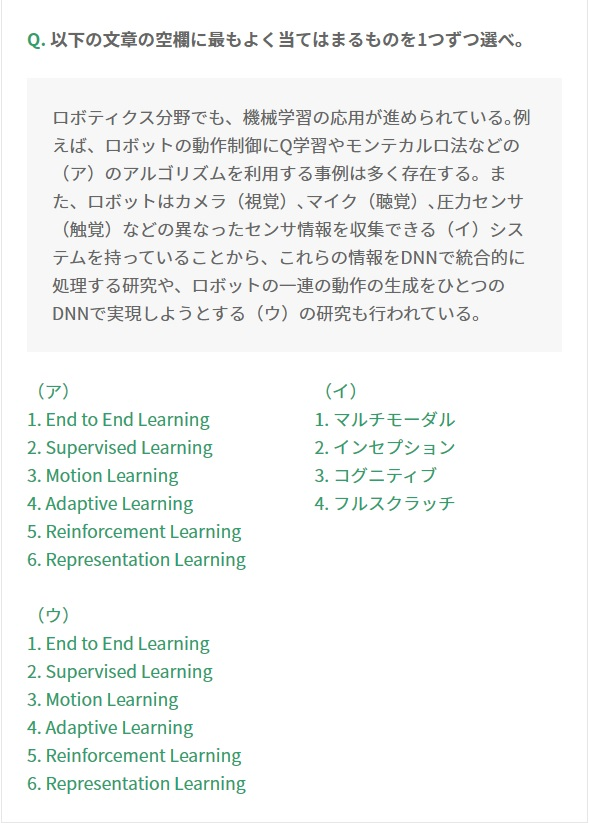 Q. 以下の文章の空欄に最もよく当てはまるものを1つずつ選べ。
ロボティクス分野でも、機械学習の応用が進められている。例
えば、ロボットの動作制御にQ学習やモンテカルロ法などの
（ア）のアルゴリズムを利用する事例は多く存在する。ま
た、ロボットはカメラ（視覚）、マイク（聴覚）、圧力センサ
（触覚）などの異なったセンサ情報を収集できる（イ）シス
テムを持っていることから、これらの情報をDNNで統合的に
処理する研究や、ロボットの一連の動作の生成をひとつの
DNNで実現しようとする（ウ）の研究も行われている。
（ア）
1. End to End Learning
2. Supervised Learning
3. Motion Learning
4. Adaptive Learning
5. Reinforcement Learning
6. Representation Learning
（イ）
1. マルチモーダル
2. インセプション
3. コグニティブ
4. フルスクラッチ
（ウ）
1. End to End Learning
2. Supervised Learning
3. Motion Learning
4. Adaptive Learning
5. Reinforcement Learning
6. Representation Learning